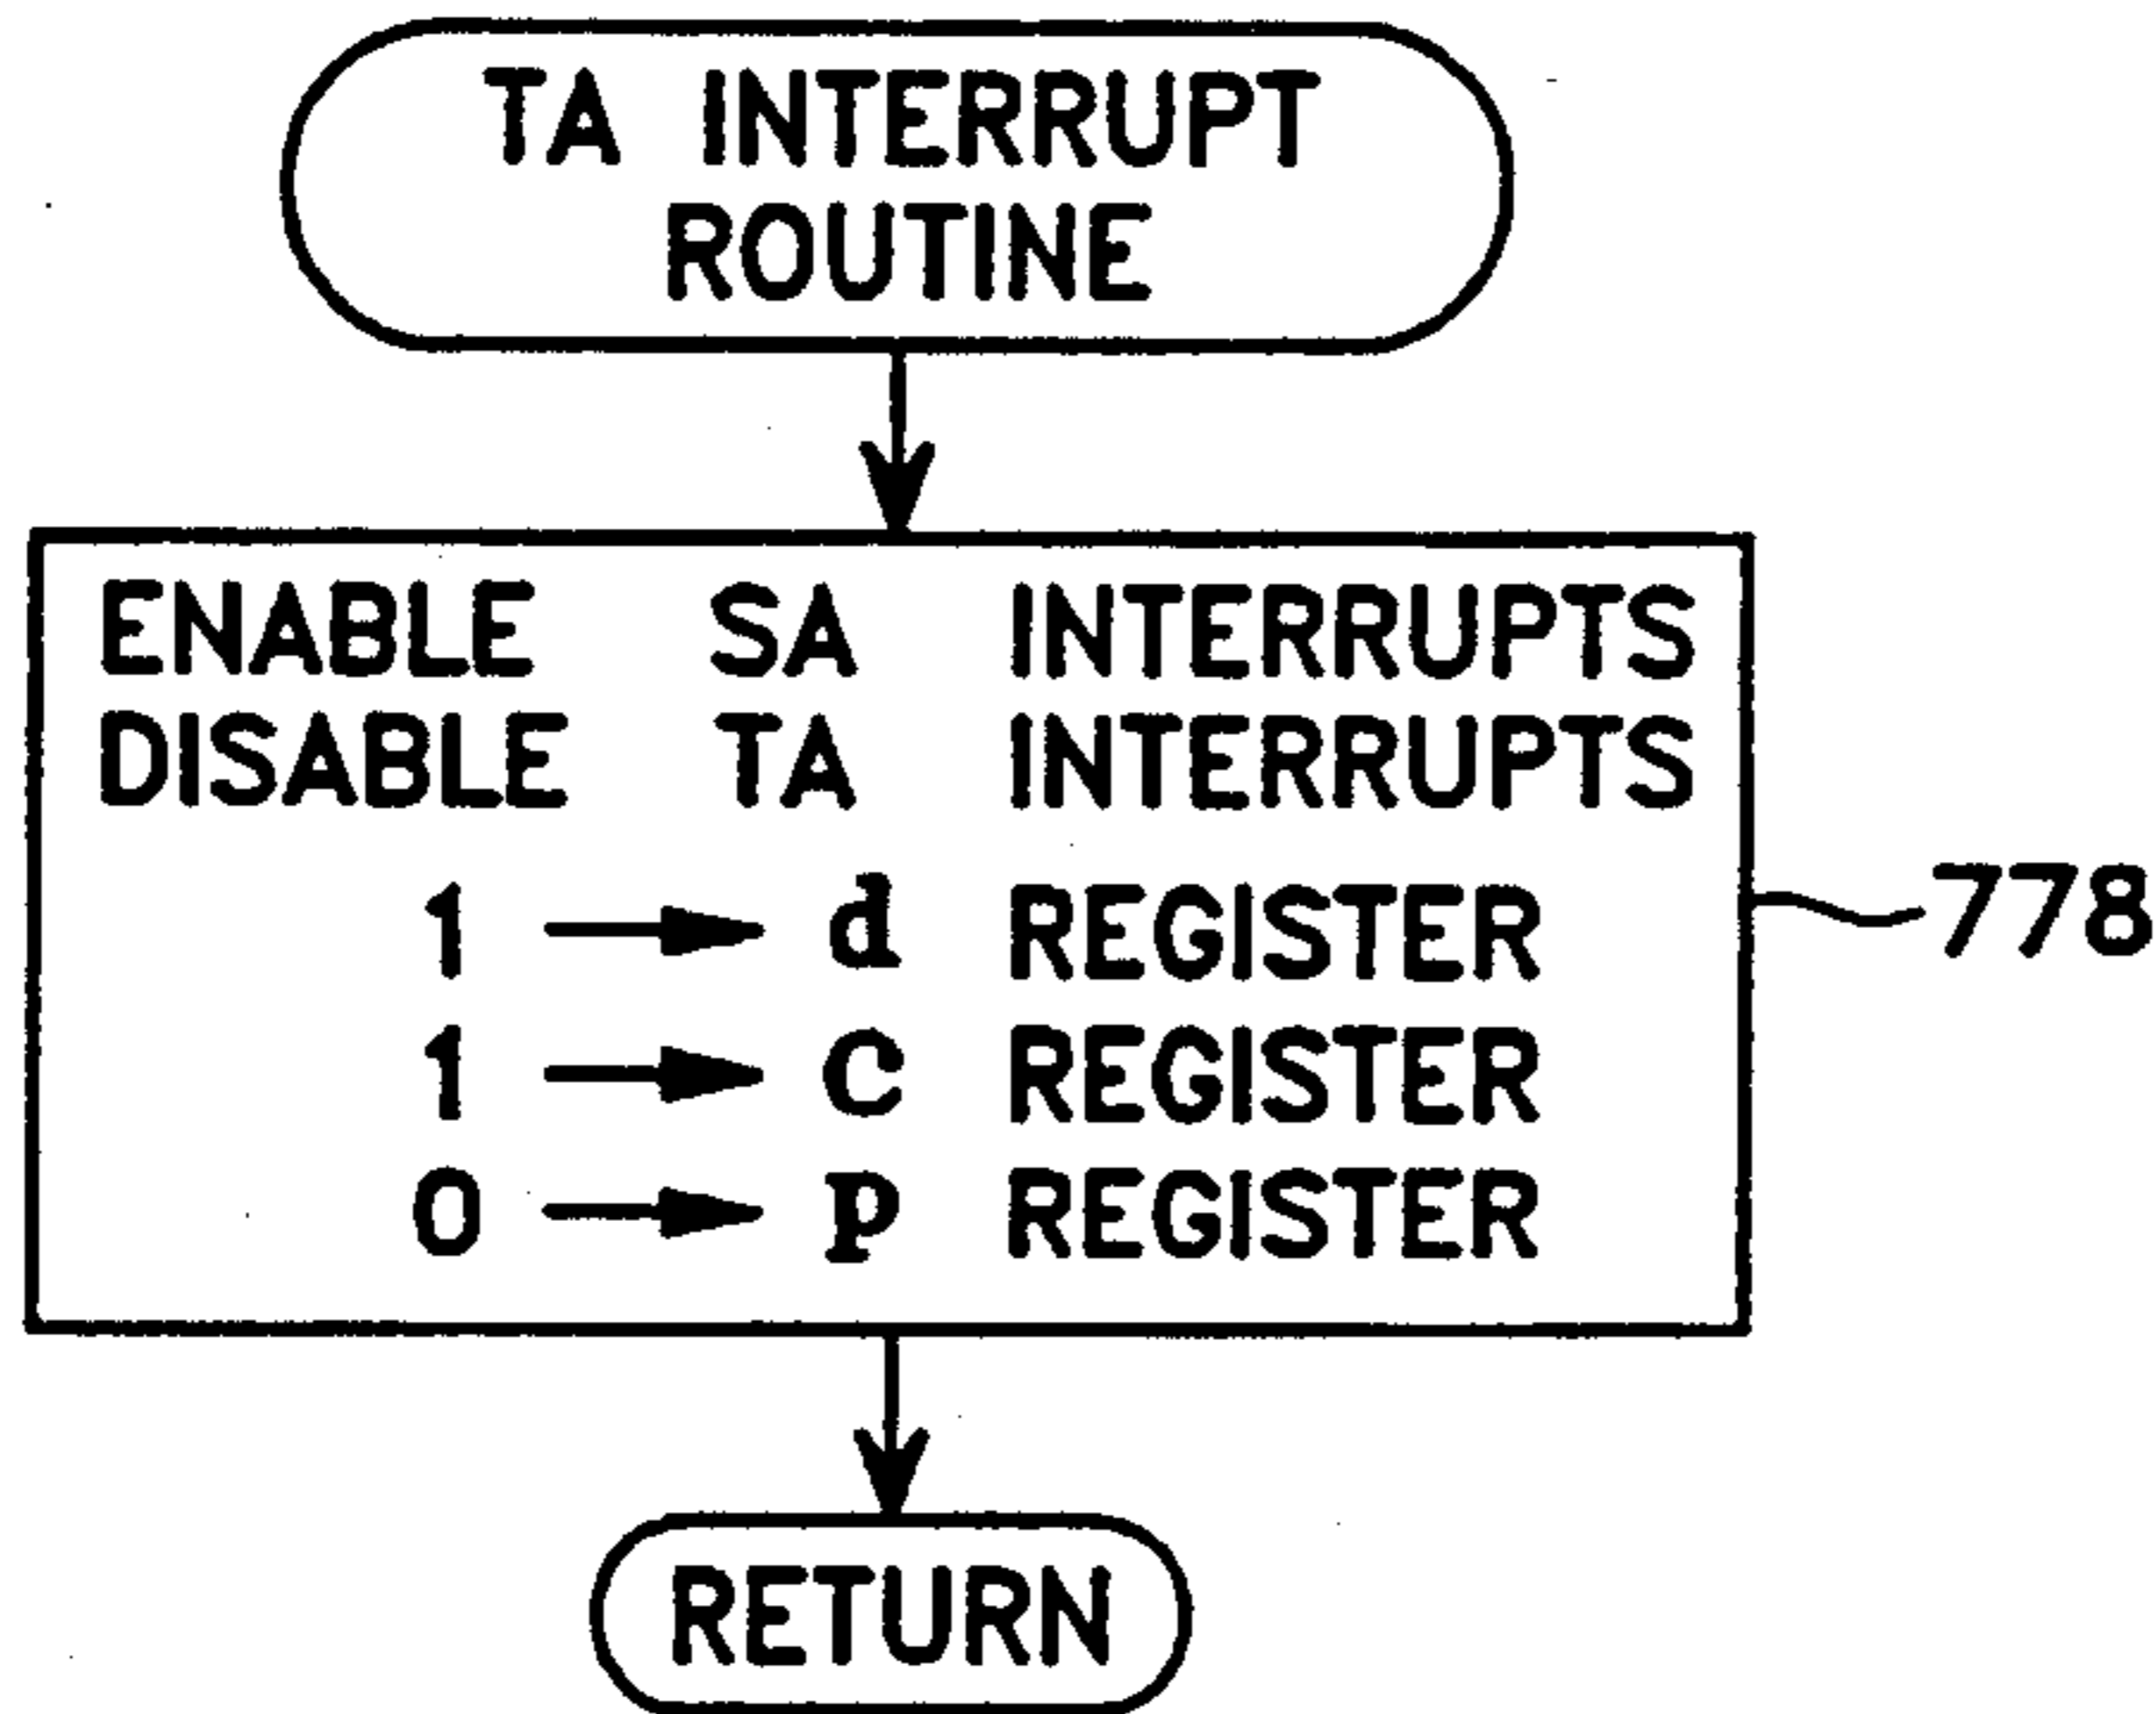 TA INTERRUPT
ROUTINE
ENABLE SA INTERRUPTS
DISABLE TA INTERRUPTS
1 → d REGISTER
1 → c REGISTER
0 → p REGISTER
778
RETURN